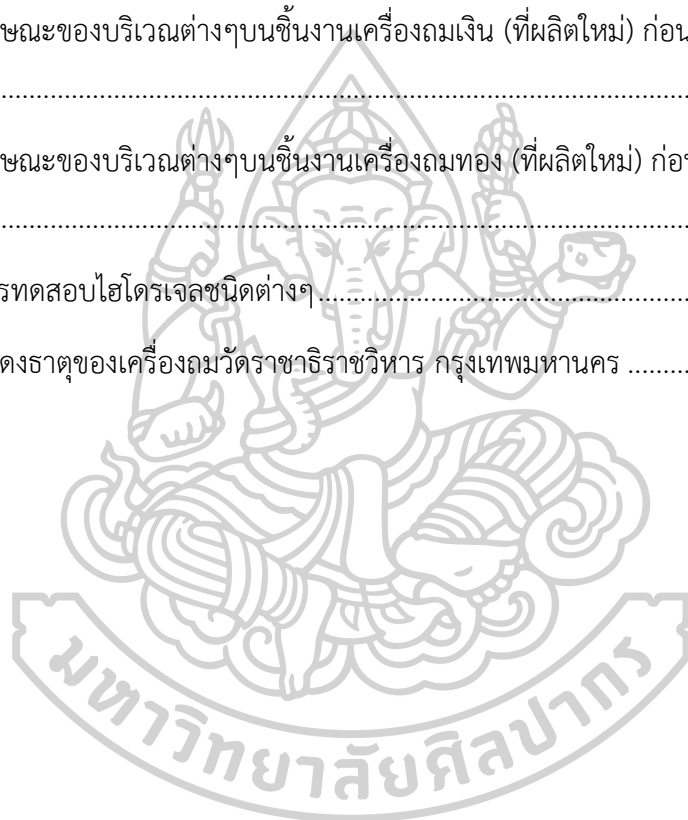 ษณะของบริเวณต่างๆบนชิ้นงานเครื่องถมเงิน (ที่ผลิตใหม่) ก่อน
..........................................................................................
ษณะของบริเวณต่างๆบนชิ้นงานเครื่องถมทอง (ที่ผลิตใหม่) ก่อน
..........................................................................................
รทดสอบไฮโดรเจลชนิดต่างๆ..................................................
ดงธาตุของเครื่องถมวัดราชาธิราชวิหาร กรุงเทพมหานคร .........
มหาวิทยาลัยศิลปากร